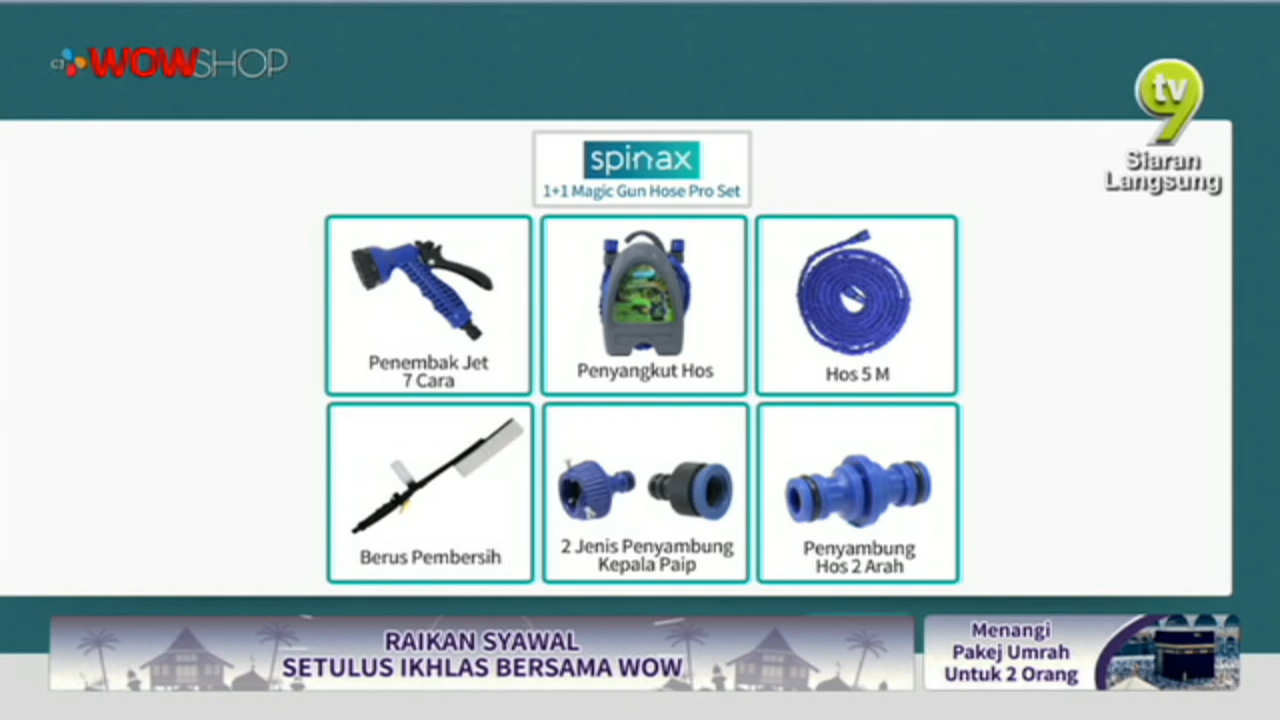 CJ WOWSHOP
tv9
Siaran
Langsung
spinax
1+1 Magic Gun Hose Pro Set
Penembak Jet
7 Cara
Penyangkut Hos
Hos 5 M
Berus Pembersih
2 Jenis Penyambung
Kepala Paip
Penyambung
Hos 2 Arah
RAIKAN SYAWAL
SETULUS IKHLAS BERSAMA WOW
Menangi
Pakej Umrah
Untuk 2 Orang